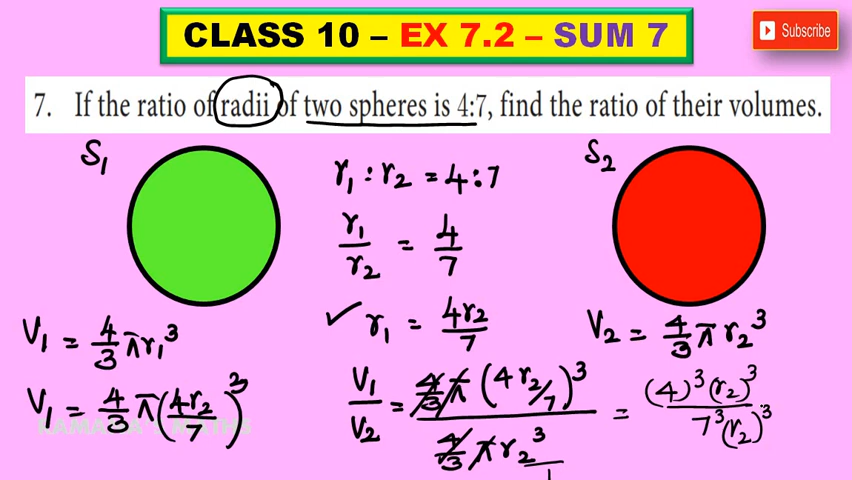 CLASS 10 – EX 7.2 – SUM 7
Subscribe
7. If the ratio of radii of two spheres is 4:7, find the ratio of their volumes.
S₁
S₂
r₁ : r₂ = 4 : 7
r₁/r₂ = 4/7
r₁ = 4r₂/7
V₁ = 4/3 πr₁³
V₁ = 4/3 π(4r₂/7)³
V₂ = 4/3 π r₂³
V₁/V₂ = 4/3 π (4r₂/7)³ / 4/3 π r₂³ = (4)³(r₂)³ / 7³(r₂)³